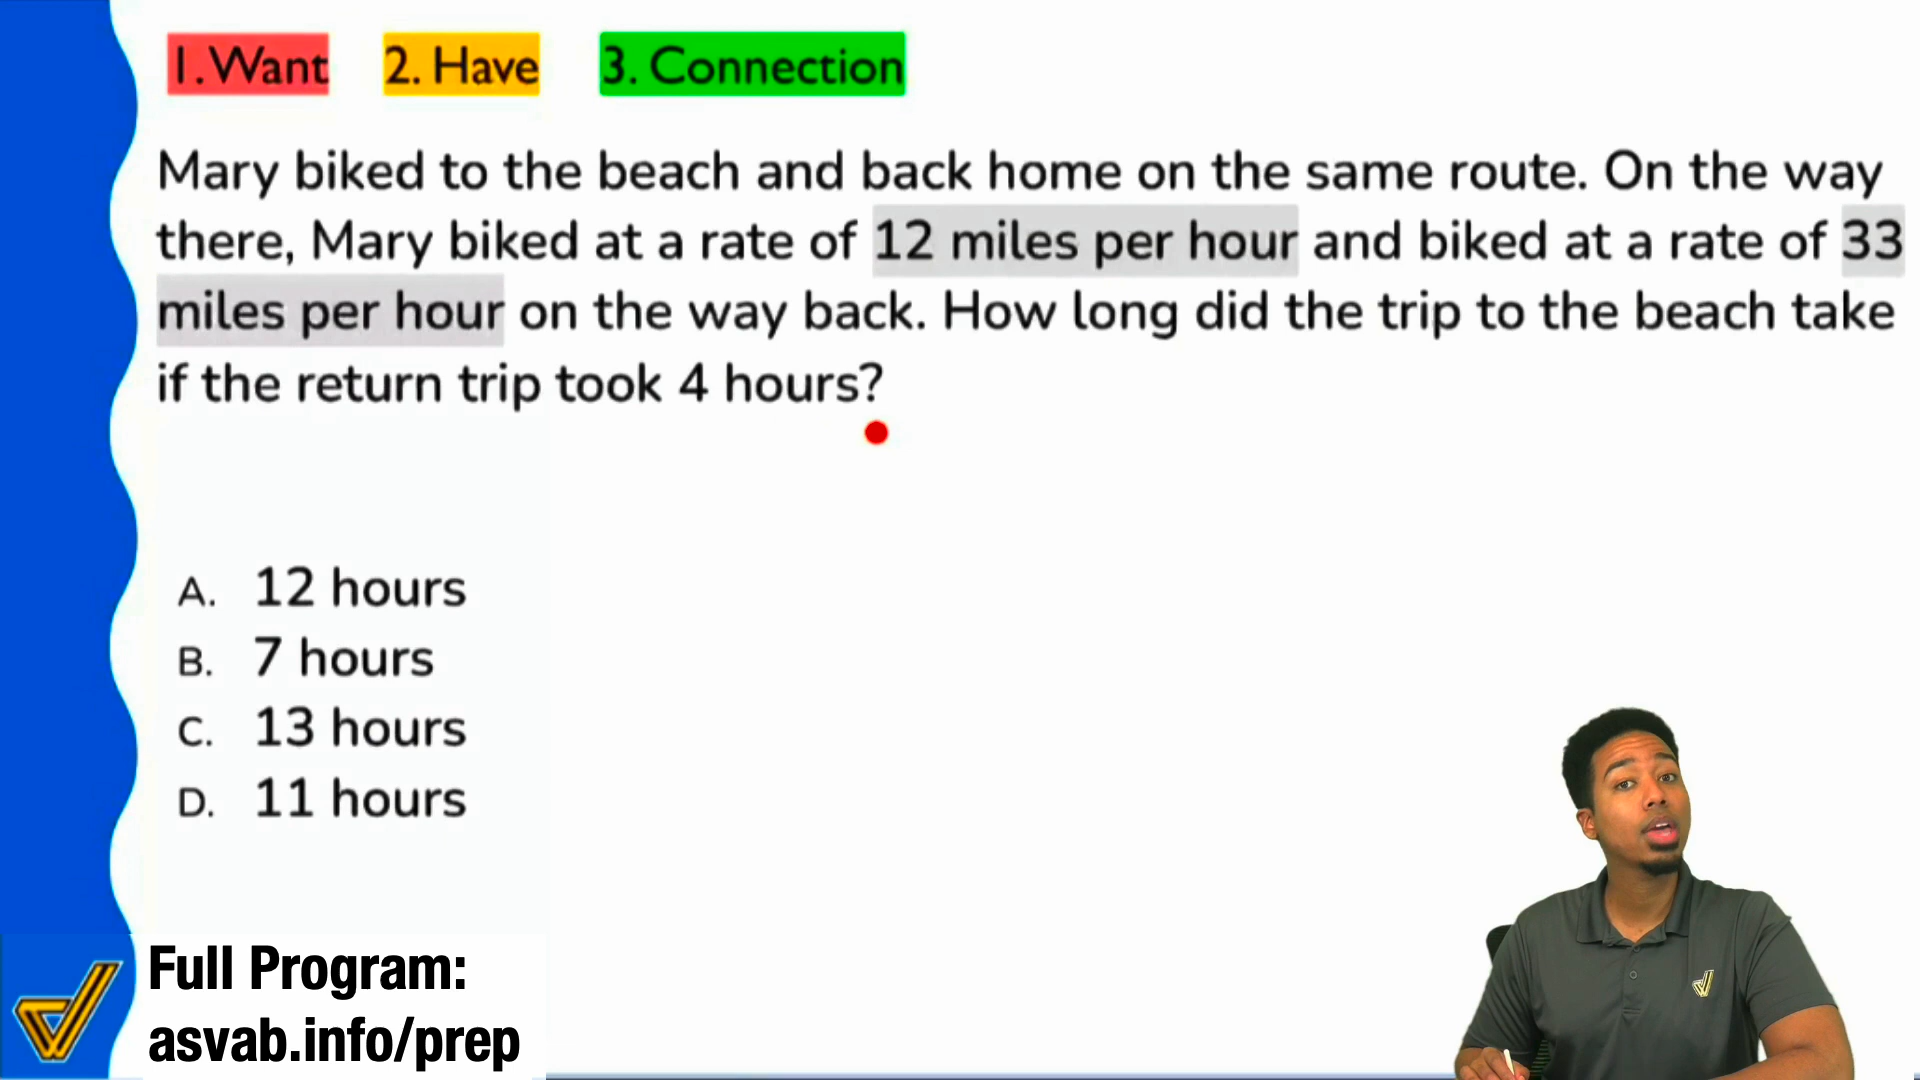 1. Want 2. Have 3. Connection
Mary biked to the beach and back home on the same route. On the way
there, Mary biked at a rate of 12 miles per hour and biked at a rate of 33
miles per hour on the way back. How long did the trip to the beach take
if the return trip took 4 hours?
A. 12 hours
B. 7 hours
C. 13 hours
D. 11 hours
Full Program:
asvab.info/prep